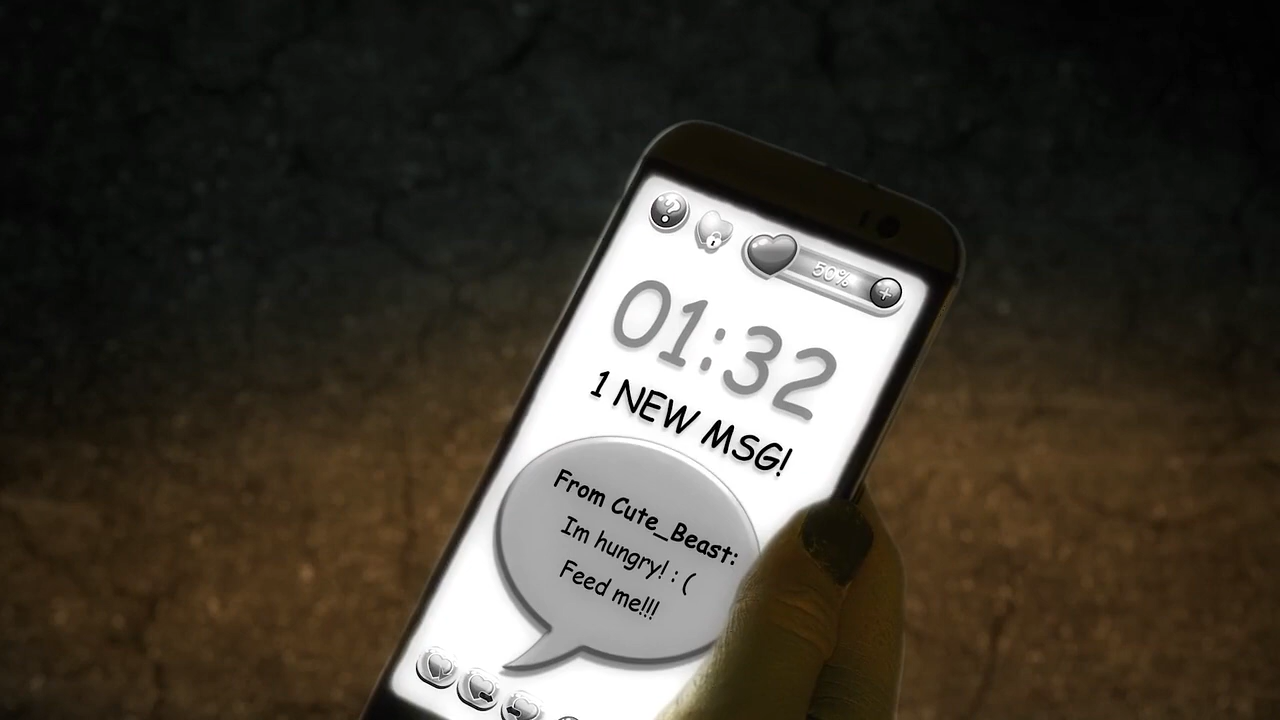 ?
50% +
01:32
1 NEW MSG!
From Cute_Beast:
Im hungry! : (
Feed me!!!